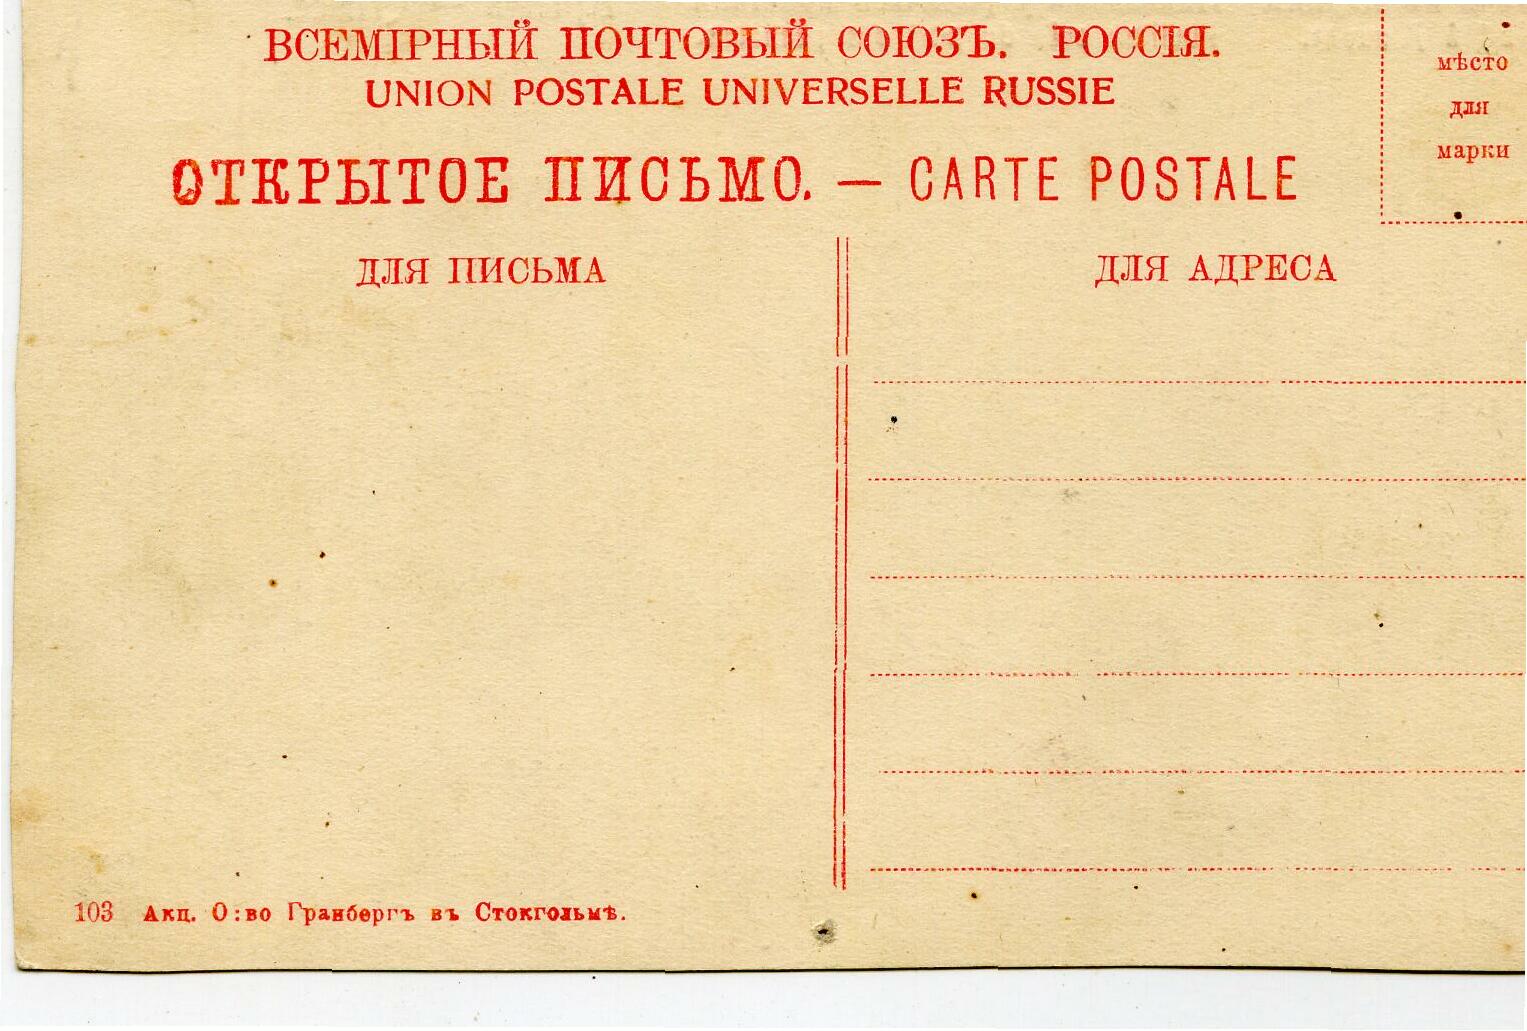 ВСЕМІРНЫЙ ПОЧТОВЫЙ СОЮЗЪ. РОССІЯ.
UNION POSTALE UNIVERSELLE RUSSIE
мѣсто
для
марки
ОТКРЫТОЕ ПИСЬМО. — CARTE POSTALE
ДЛЯ ПИСЬМА
ДЛЯ АДРЕСА
103 Акц. О:во Гранбергъ въ Стокгольмѣ.